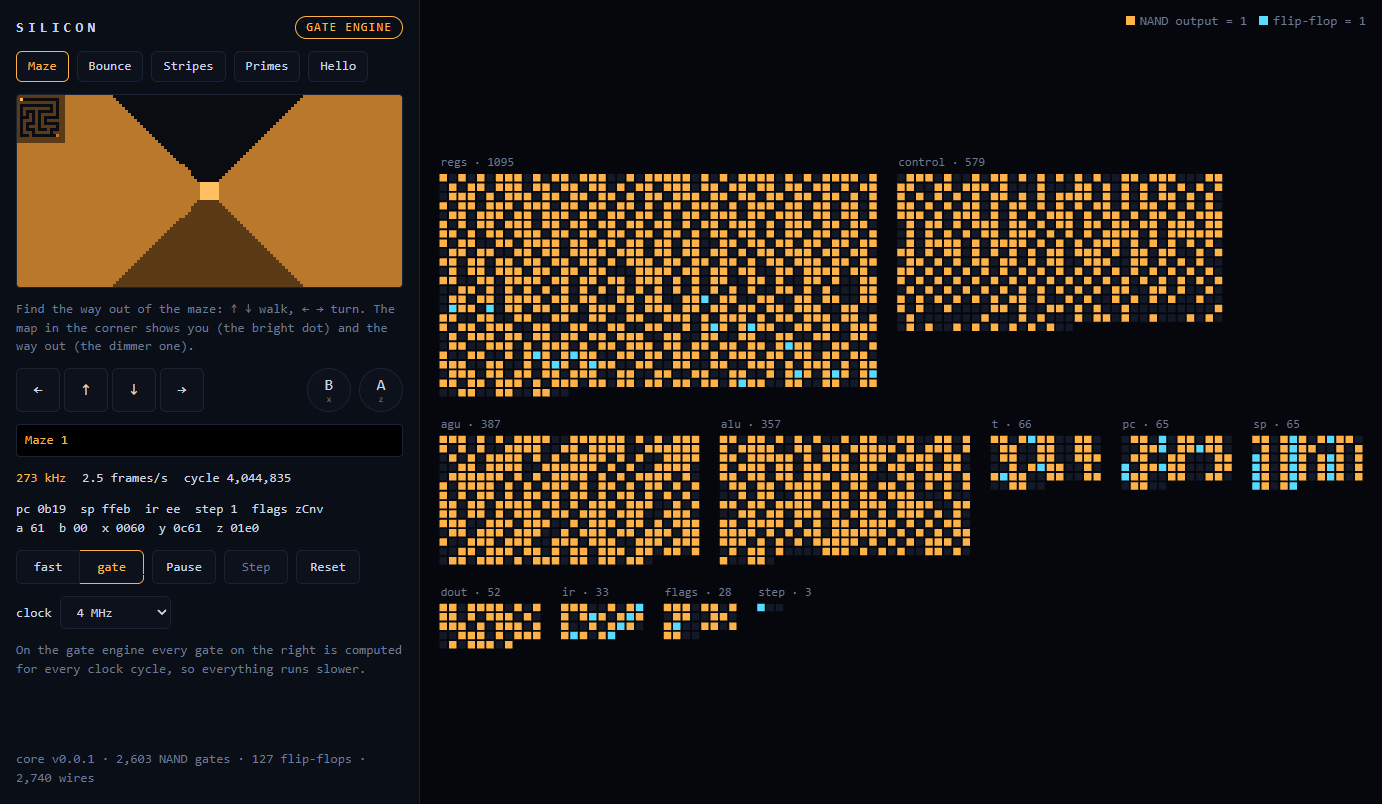 SILICON
GATE ENGINE
Maze
Bounce
Stripes
Primes
Hello
Find the way out of the maze: ↑ ↓ walk, ← → turn. The
map in the corner shows you (the bright dot) and the
way out (the dimmer one).
← ↑ ↓ →
B
x
A
z
Maze 1
273 kHz 2.5 frames/s cycle 4,044,835
pc 0b19 sp ffeb ir ee step 1 flags zCnv
a 61 b 00 x 0060 y 0c61 z 01e0
fast
gate
Pause
Step
Reset
clock 4 MHz
On the gate engine every gate on the right is computed
for every clock cycle, so everything runs slower.
core v0.0.1 · 2,603 NAND gates · 127 flip-flops ·
2,740 wires
NAND output = 1 flip-flop = 1
regs · 1095
control · 579
agu · 387
alu · 357
t · 66
pc · 65
sp · 65
dout · 52
ir · 33
flags · 28
step · 3